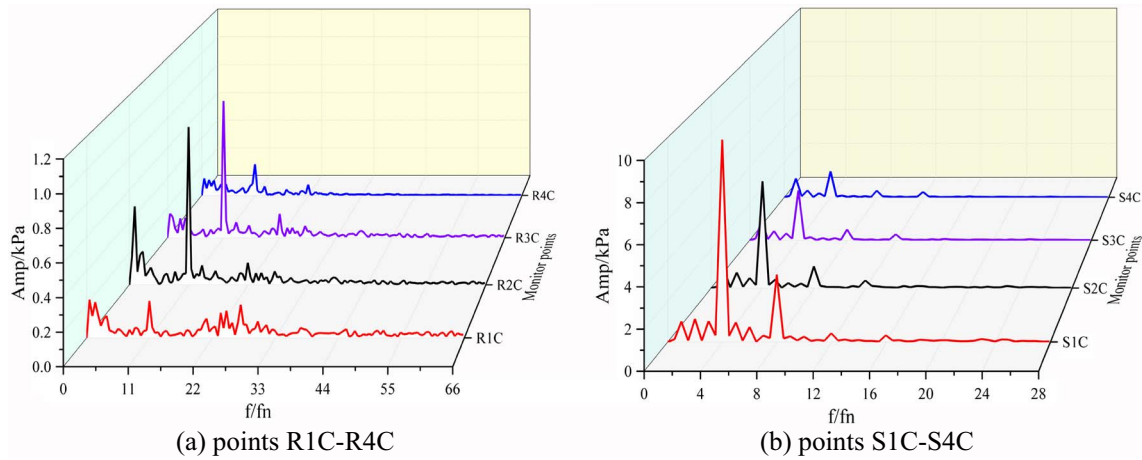 1.2
1.0
0.8
0.6
0.4
0.2
0.0
Amp/kPa
0 11 22 33 44 55 66
f/fn
R4C
R3C
R2C
R1C
Monitor points
(a) points R1C-R4C
10
8
6
4
2
0
Amp/kPa
0 4 8 12 16 20 24 28
f/fn
S4C
S3C
S2C
S1C
Monitor points
(b) points S1C-S4C